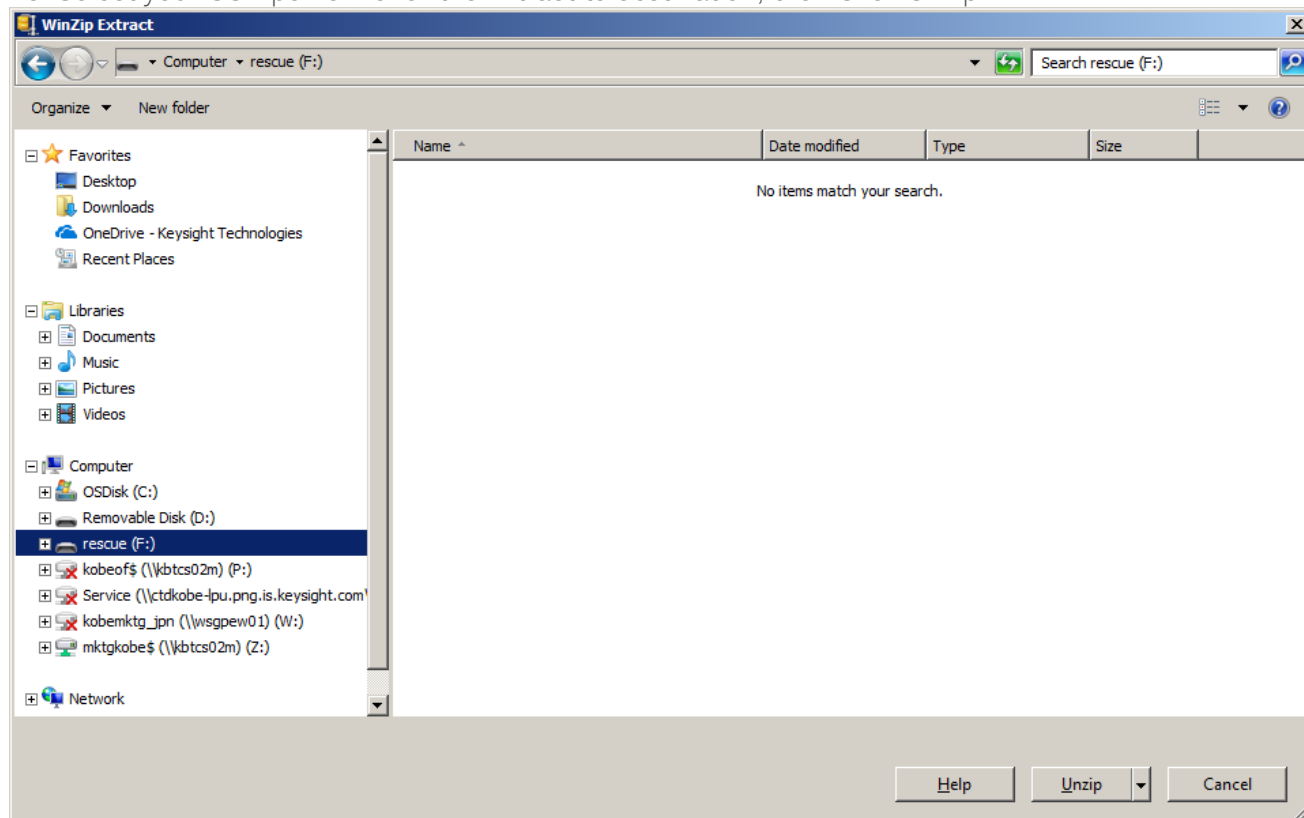 WinZip Extract
Computer rescue (F:)
Search rescue (F:)
Organize New folder
Name Date modified Type Size
No items match your search.
Favorites
Desktop
Downloads
OneDrive - Keysight Technologies
Recent Places
Libraries
Documents
Music
Pictures
Videos
Computer
OSDisk (C:)
Removable Disk (D:)
rescue (F:)
kobeof$ (\\kbtcs02m) (P:)
Service (\\ctdkobe-lpu.png.is.keysight.com\
kobemktg_jpn (\\wsgpew01) (W:)
mktgkobe$ (\\kbtcs02m) (Z:)
Network
Help Unzip Cancel